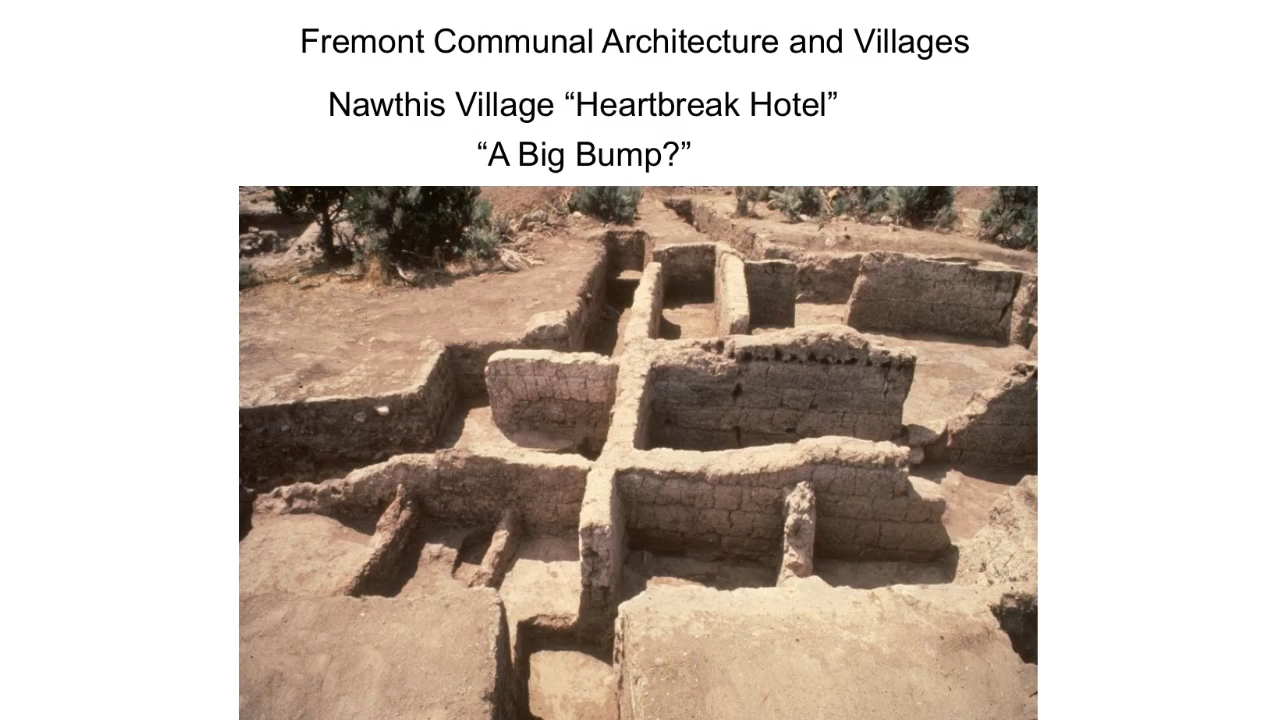 Fremont Communal Architecture and Villages
Nawthis Village “Heartbreak Hotel”
“A Big Bump?”